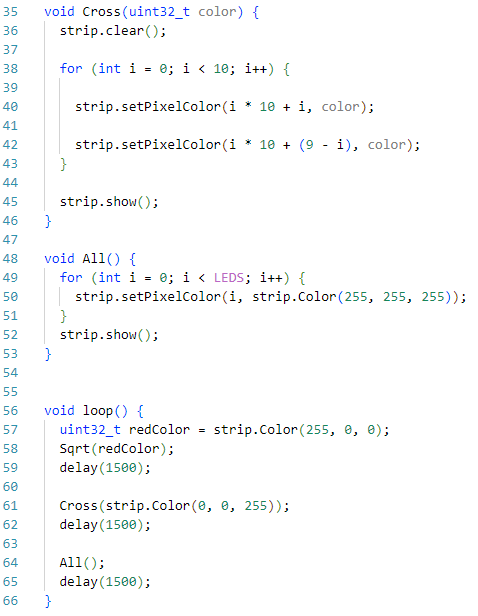 35 void Cross(uint32_t color) {
36   strip.clear();
37
38   for (int i = 0; i < 10; i++) {
39
40     strip.setPixelColor(i * 10 + i, color);
41
42     strip.setPixelColor(i * 10 + (9 - i), color);
43   }
44
45   strip.show();
46 }
47
48 void All() {
49   for (int i = 0; i < LEDS; i++) {
50     strip.setPixelColor(i, strip.Color(255, 255, 255));
51   }
52   strip.show();
53 }
54
55
56 void loop() {
57   uint32_t redColor = strip.Color(255, 0, 0);
58   Sqrt(redColor);
59   delay(1500);
60
61   Cross(strip.Color(0, 0, 255));
62   delay(1500);
63
64   All();
65   delay(1500);
66 }